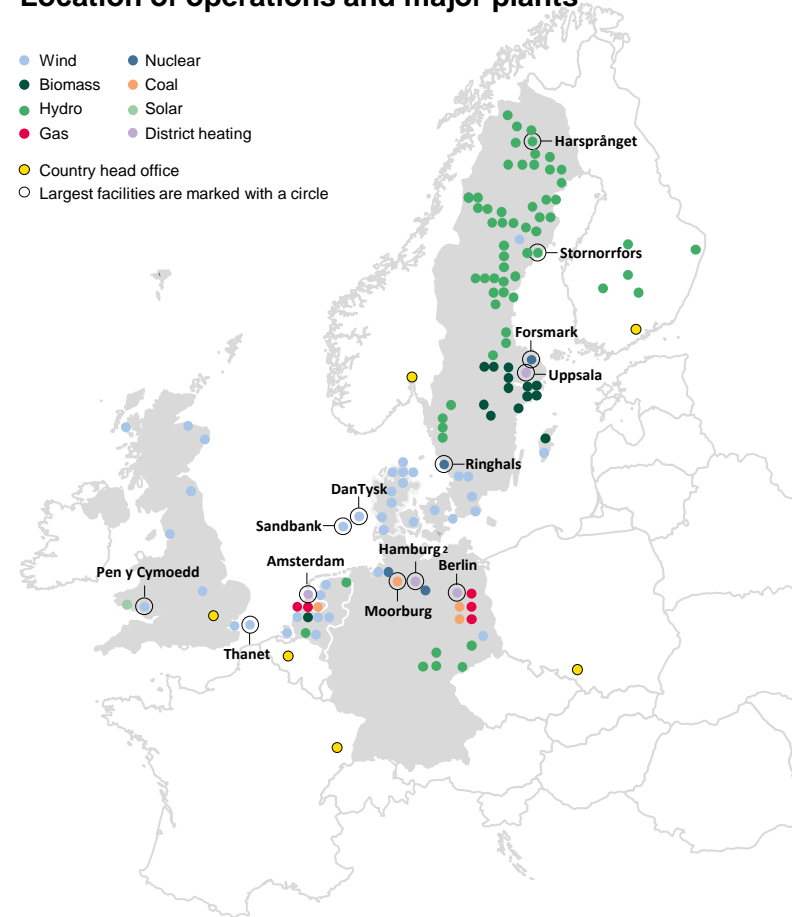 Location of operations and major plants
Wind
Nuclear
Biomass
Coal
Hydro
Solar
Gas
District heating
Country head office
Largest facilities are marked with a circle
Harsprånget
Stornorrfors
Forsmark
Uppsala
Ringhals
DanTysk
Sandbank
Hamburg 2
Amsterdam
Berlin
Pen y Cymoedd
Moorburg
Thanet